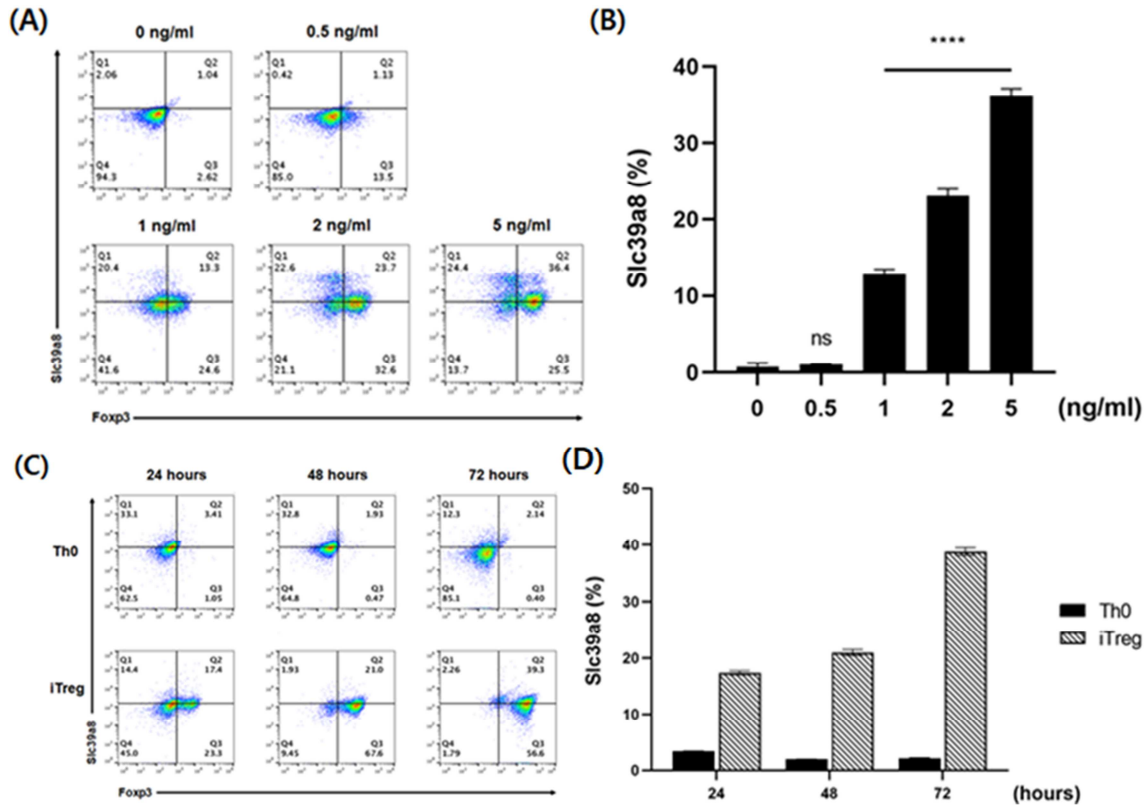 (A)
0 ng/ml
0.5 ng/ml
Q1
2.06
Q2
1.04
Q4
94.3
Q3
2.62
Q1
0.42
Q2
1.13
Q4
85.0
Q3
13.5
1 ng/ml
2 ng/ml
5 ng/ml
Q1
20.4
Q2
13.3
Q4
41.6
Q3
24.6
Q1
22.6
Q2
23.7
Q4
21.1
Q3
32.6
Q1
24.4
Q2
36.4
Q4
13.7
Q3
25.5
Slc39a8
Foxp3
(B)
****
ns
40
30
20
10
0
Slc39a8 (%)
0 0.5 1 2 5 (ng/ml)
(C)
24 hours
48 hours
72 hours
Th0
Q1
33.1
Q2
3.41
Q4
62.5
Q3
1.05
Q1
32.8
Q2
1.93
Q4
64.8
Q3
0.47
Q1
12.3
Q2
2.14
Q4
85.1
Q3
0.40
iTreg
Q1
14.4
Q2
17.4
Q4
45.0
Q3
23.3
Q1
1.93
Q2
21.0
Q4
9.45
Q3
67.6
Q1
2.26
Q2
39.3
Q4
1.79
Q3
56.6
Slc39a8
Foxp3
(D)
50
40
30
20
10
0
Slc39a8 (%)
24 48 72 (hours)
Th0
iTreg